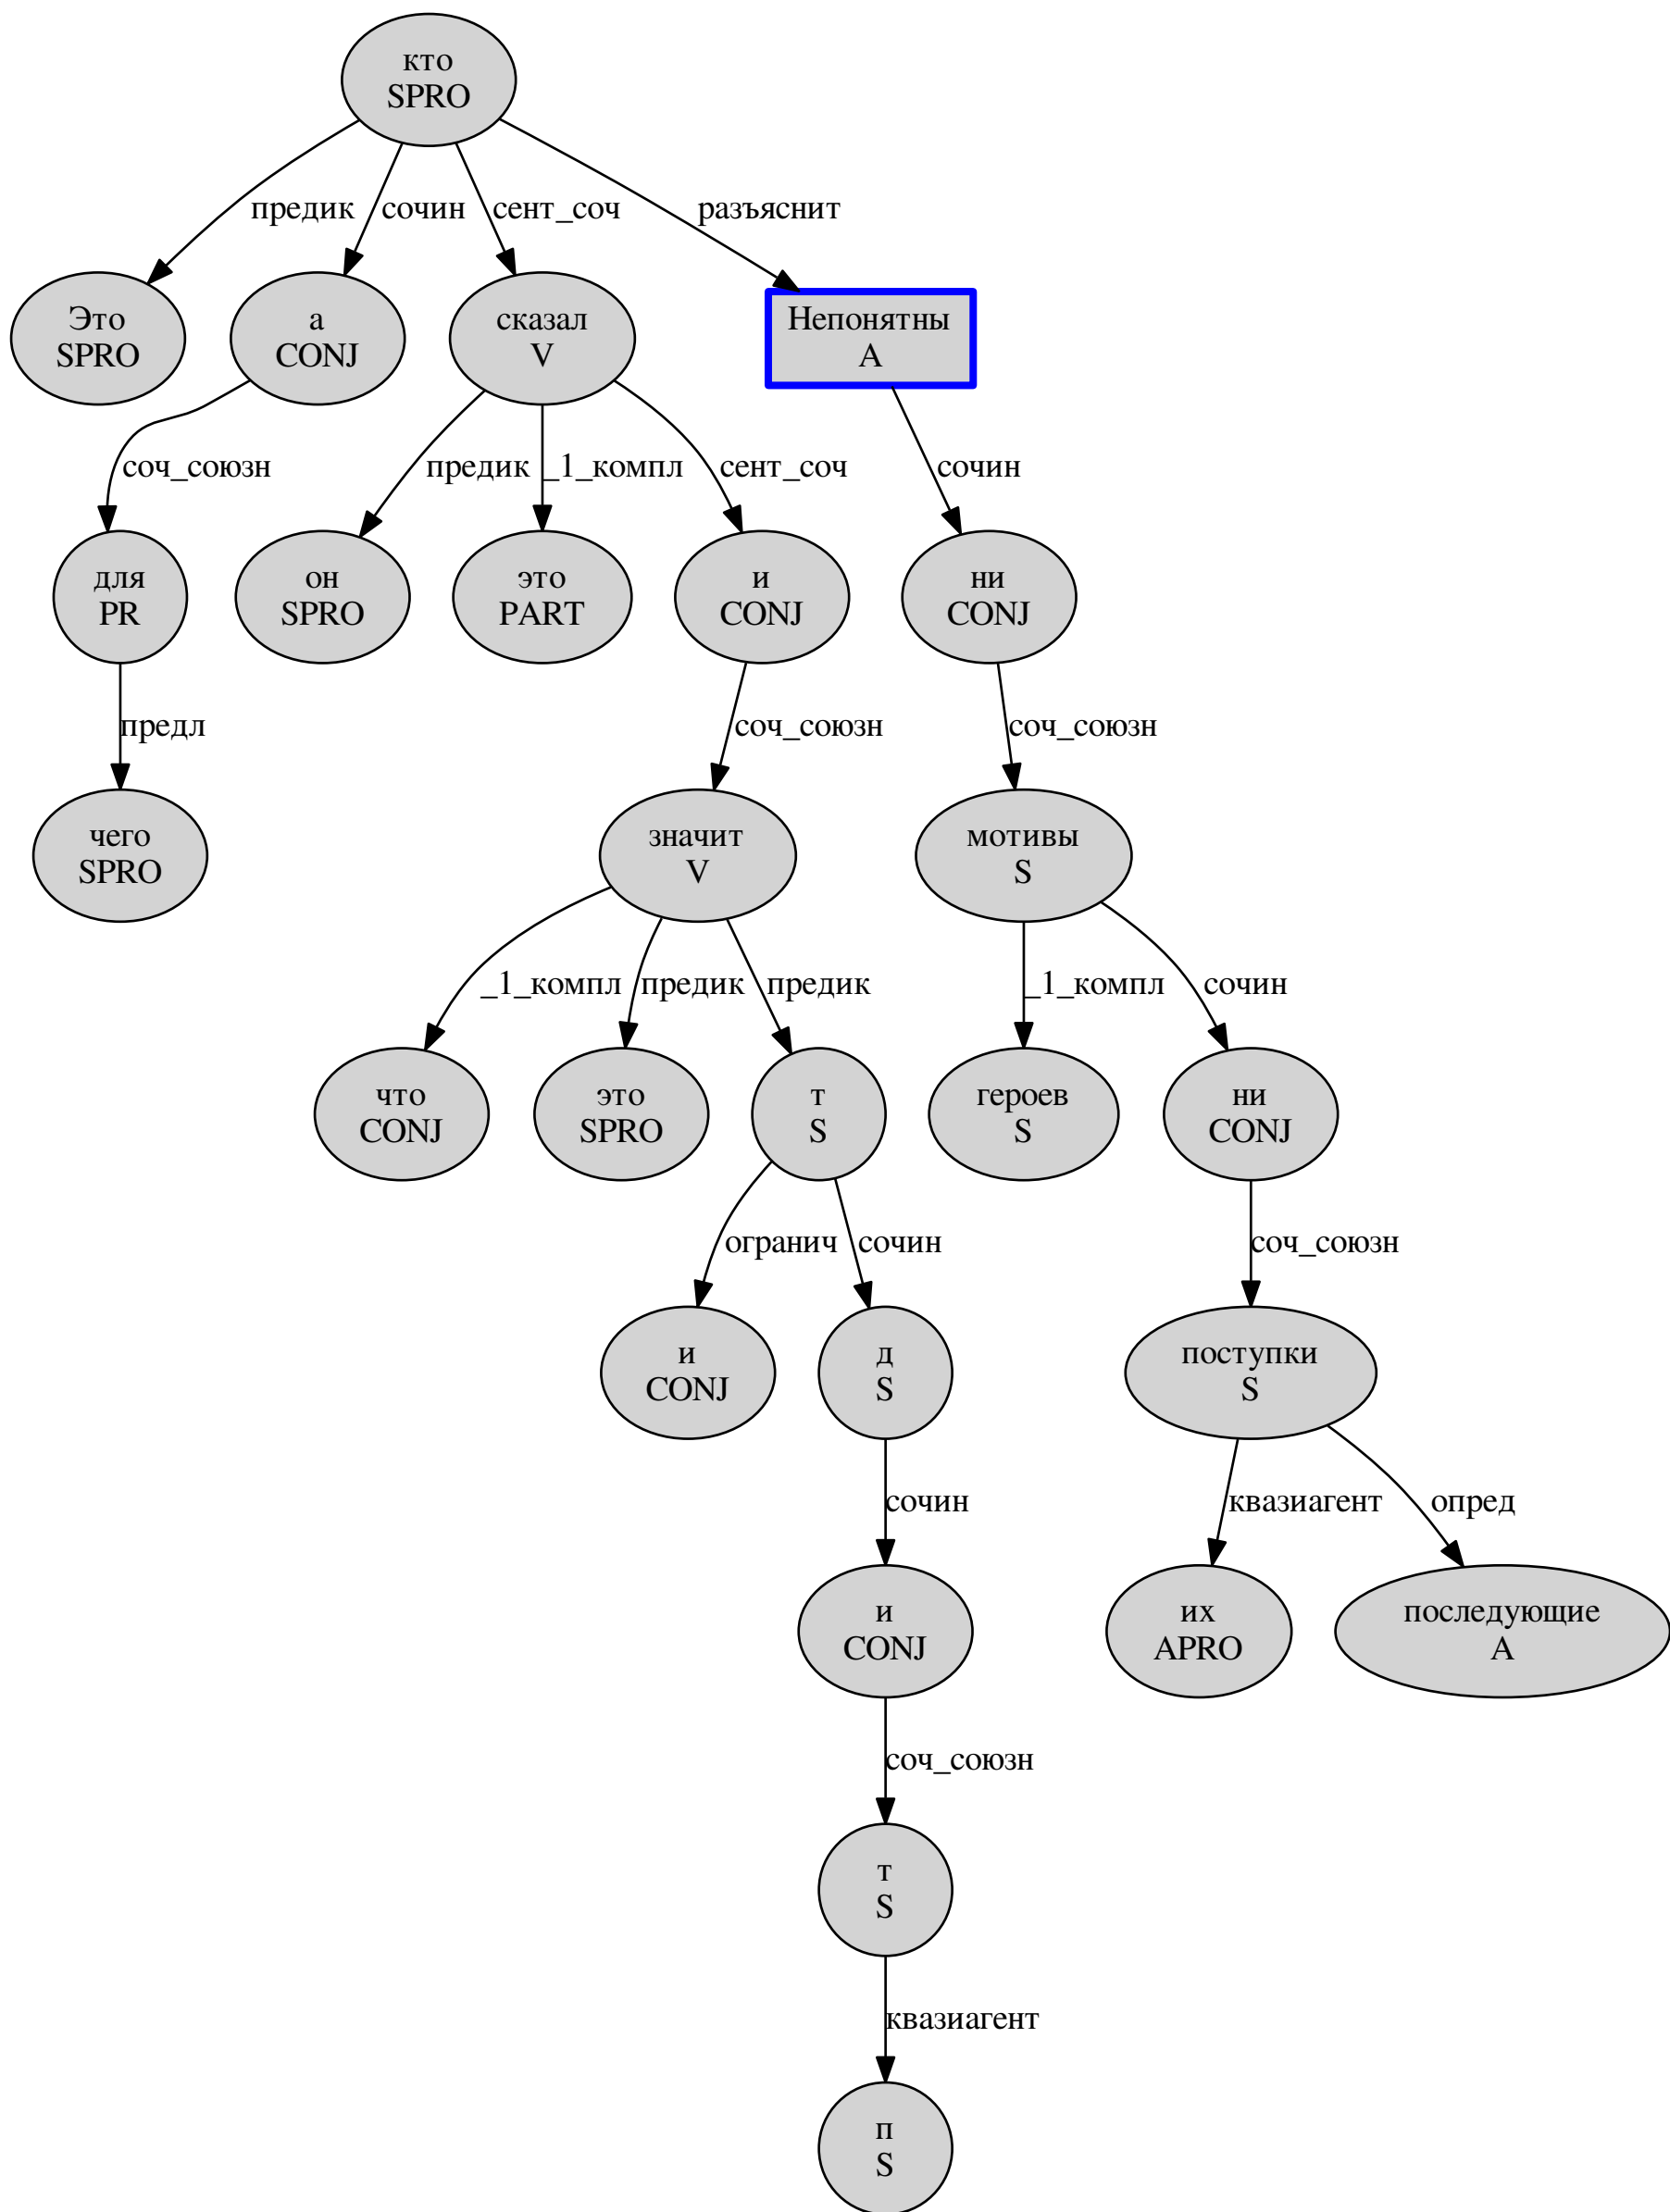 кто
SPRO
предик
сочин
сент_соч
разъяснит
Это
SPRO
а
CONJ
сказал
V
Непонятны
A
соч_союзн
предик
_1_компл
сент_соч
сочин
для
PR
он
SPRO
это
PART
и
CONJ
ни
CONJ
предл
соч_союзн
соч_союзн
чего
SPRO
значит
V
мотивы
S
_1_компл
предик
предик
_1_компл
сочин
что
CONJ
это
SPRO
т
S
героев
S
ни
CONJ
огранич
сочин
соч_союзн
и
CONJ
д
S
поступки
S
сочин
квазиагент
опред
и
CONJ
их
APRO
последующие
A
соч_союзн
т
S
квазиагент
п
S